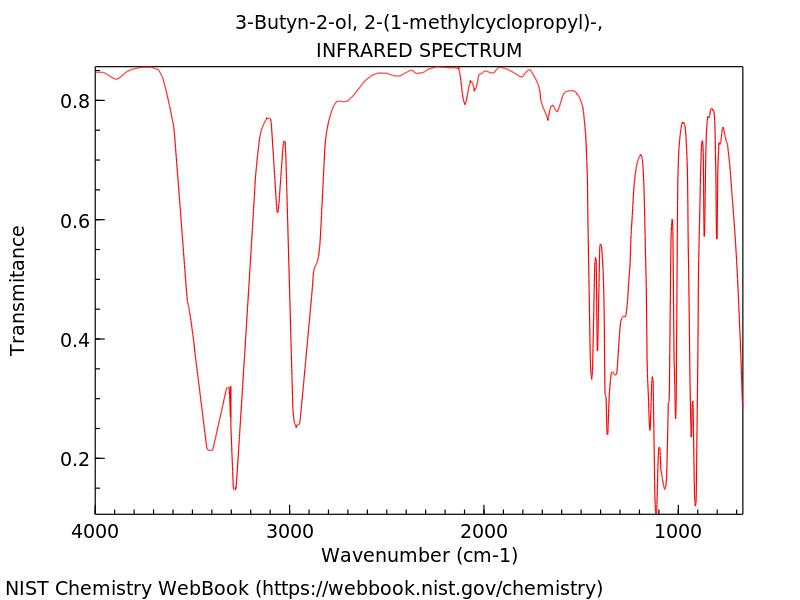 3-Butyn-2-ol, 2-(1-methylcyclopropyl)-,
INFRARED SPECTRUM
0.8
0.6
0.4
0.2
Transmitance
4000 3000 2000 1000
Wavenumber (cm-1)
NIST Chemistry WebBook (https://webbook.nist.gov/chemistry)